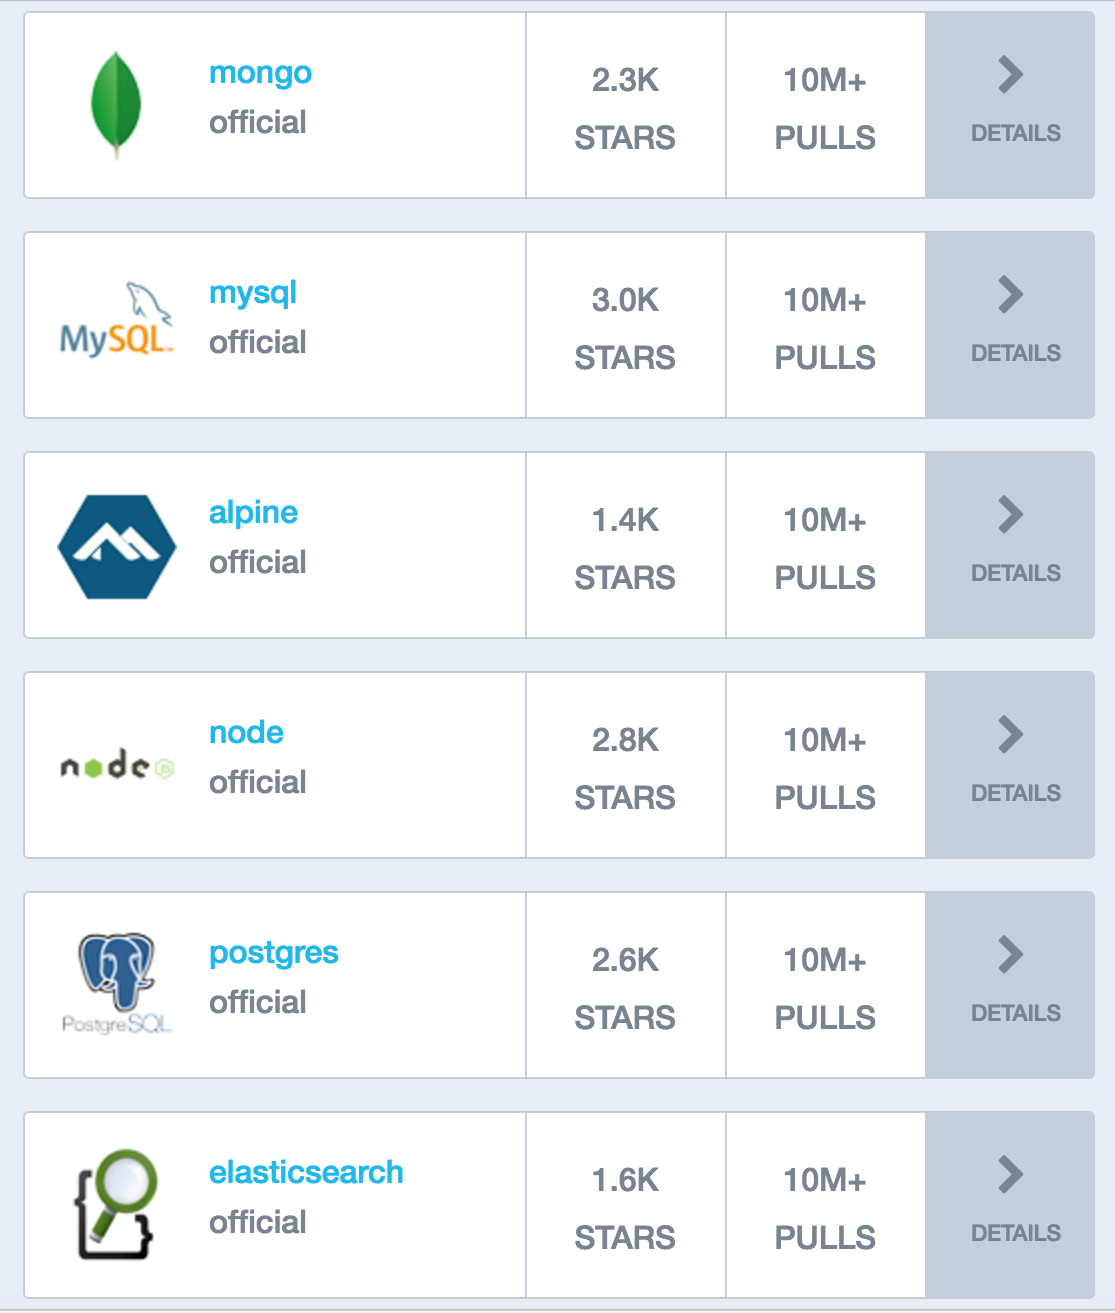 mongo
official
2.3K
STARS
10M+
PULLS
DETAILS
MySQL™
mysql
official
3.0K
STARS
10M+
PULLS
DETAILS
alpine
official
1.4K
STARS
10M+
PULLS
DETAILS
node JS
node
official
2.8K
STARS
10M+
PULLS
DETAILS
PostgreSQL
postgres
official
2.6K
STARS
10M+
PULLS
DETAILS
elasticsearch
official
1.6K
STARS
10M+
PULLS
DETAILS